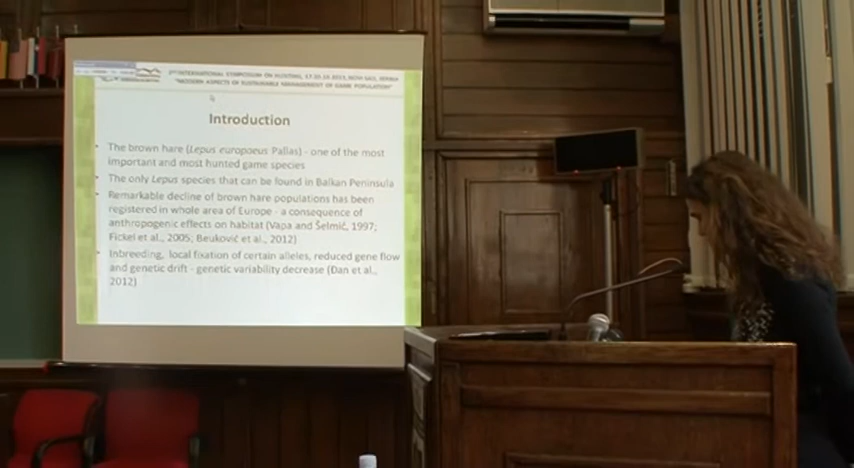 2ND INTERNATIONAL SYMPOSIUM ON HUNTING, 17-20.10.2013, NOVI SAD, SERBIA
"MODERN ASPECTS OF SUSTAINABLE MANAGEMENT OF GAME POPULATION"
Introduction
• The brown hare (Lepus europaeus Pallas) - one of the most
important and most hunted game species
• The only Lepus species that can be found in Balkan Peninsula
• Remarkable decline of brown hare populations has been
registered in whole area of Europe - a consequence of
anthropogenic effects on habitat (Vapa and Šelmić, 1997;
Fickel et al., 2005; Beuković et al., 2012)
• Inbreeding, local fixation of certain alleles, reduced gene flow
and genetic drift - genetic variability decrease (Dan et al.,
2012)